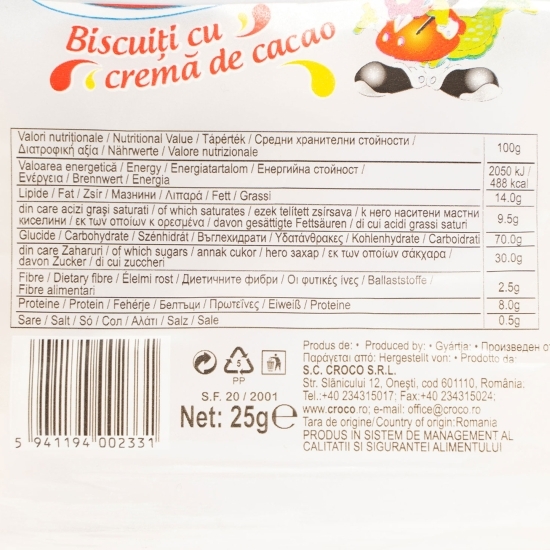 Biscuiți cu
cremă de cacao
Valori nutriționale / Nutritional Value / Tápérték / Средни хранителни стойности /
Διατροφική αξία / Nährwerte / Valore nutrizionale
100g
Valoarea energetică / Energy / Energiatartalom / Енергийна стойност /
Ενέργεια / Brennwert / Energia
2050 kJ /
488 kcal
Lipide / Fat / Zsír / Мазнини / Λιπαρά / Fett / Grassi
14.0g
din care acizi grași saturati / of which saturates / ezek telített zsírsava / к него наситени мастни
киселини / εκ των οποίων κ ορεσμένα / davon gesättigte Fettsäuren / di cui acidi grassi saturi
9.5g
Glucide / Carbohydrate / Szénhidrát / Въглехидрати / Υδατάνθρακες / Kohlenhydrate / Carboidrati
70.0g
din care Zaharuri / of which sugars / annak cukor / hero захар / εκ των οποίων σάκχαρα /
davon Zucker / di cui zuccheri
30.0g
Fibre / Dietary fibre / Élelmi rost / Диетичните фибри / Οι φυτικές ίνες / Ballaststoffe /
Fibre alimentari
2.5g
Proteine / Protein / Fehérje / Белтъци / Πρωτεΐνες / Eiweiß / Proteine
8.0g
Sare / Salt / Só / Сол / Αλάτι / Salz / Sale
0.5g
5 941194 002331
5
PP
S.F. 20 / 2001
Net: 25g℮
Produs de: • Produced by: • Gyártja: • Произведен от
Παράγεται από: Hergestellt von: • Prodotto da:
S.C. CROCO S.R.L.
Str. Slănicului 12, Onești, cod 601110, România;
Tel.:+40 234315017; Fax:+40 234315024;
www.croco.ro; e-mail: office@croco.ro
Tara de origine/Country of origin:Romania
PRODUS IN SISTEM DE MANAGEMENT AL
CALITATII SI SIGURANTEI ALIMENTULUI